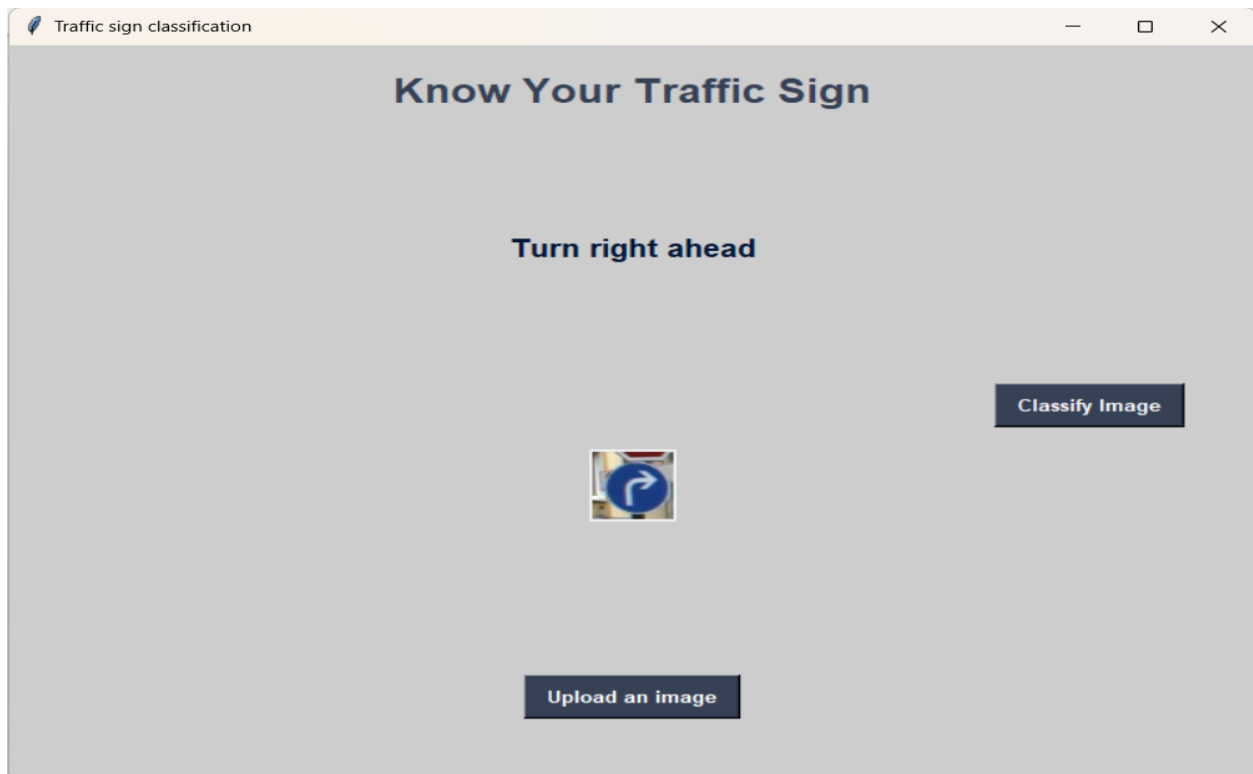 Traffic sign classification
Know Your Traffic Sign
Turn right ahead
Classify Image
Upload an image